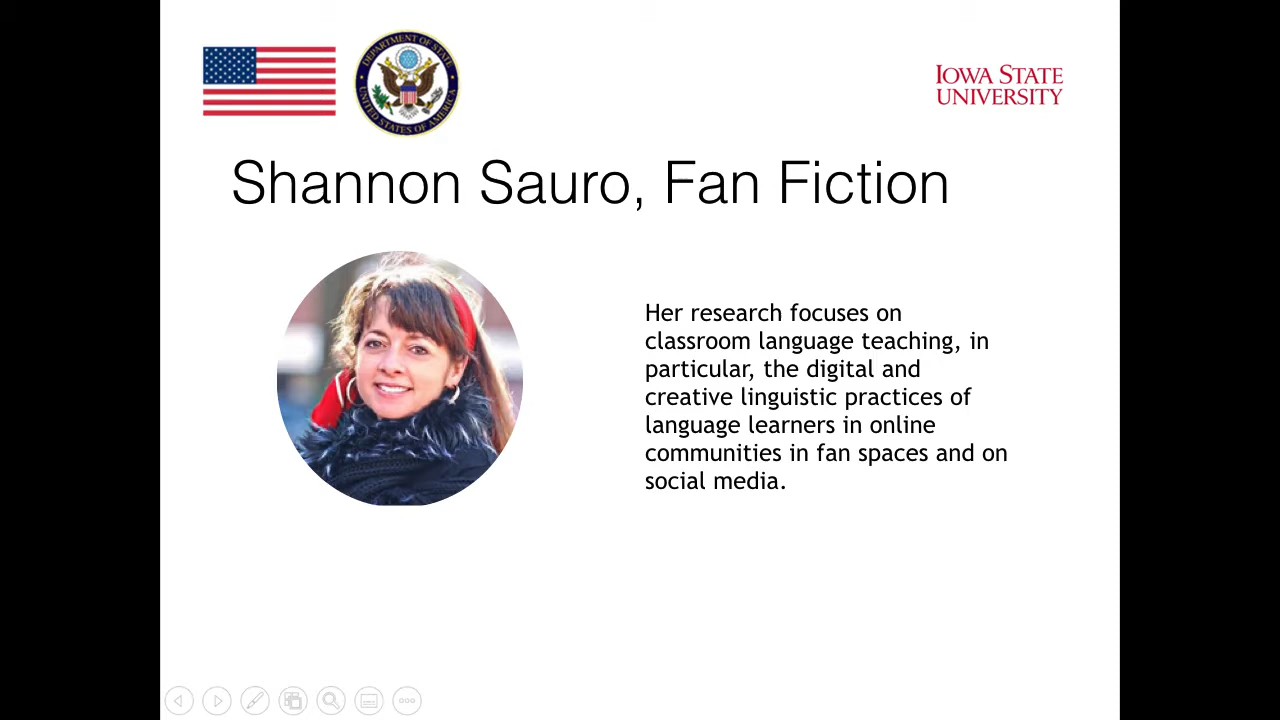 DEPARTMENT OF STATE
UNITED STATES OF AMERICA
IOWA STATE
UNIVERSITY
Shannon Sauro, Fan Fiction
Her research focuses on
classroom language teaching, in
particular, the digital and
creative linguistic practices of
language learners in online
communities in fan spaces and on
social media.